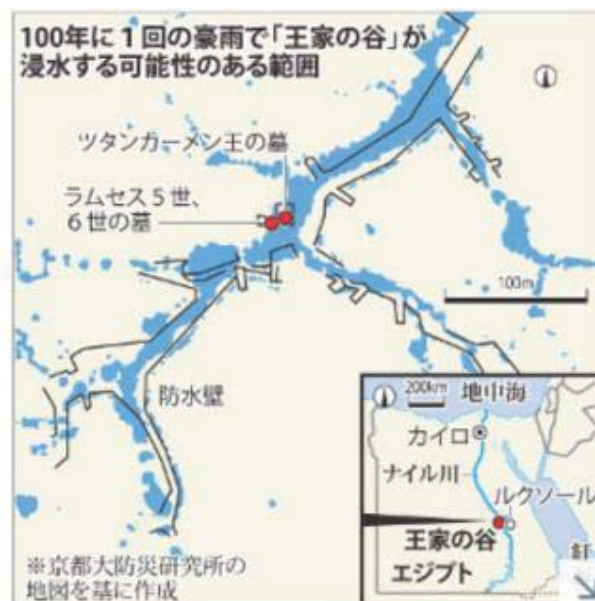 100年に1回の豪雨で「王家の谷」が
浸水する可能性のある範囲
ツタンカーメン王の墓
ラムセス5世、
6世の墓
100m
防水壁
200km
地中海
カイロ
ナイル川
ルクソール
王家の谷
エジプト
紅
※京都大防災研究所の
地図を基に作成